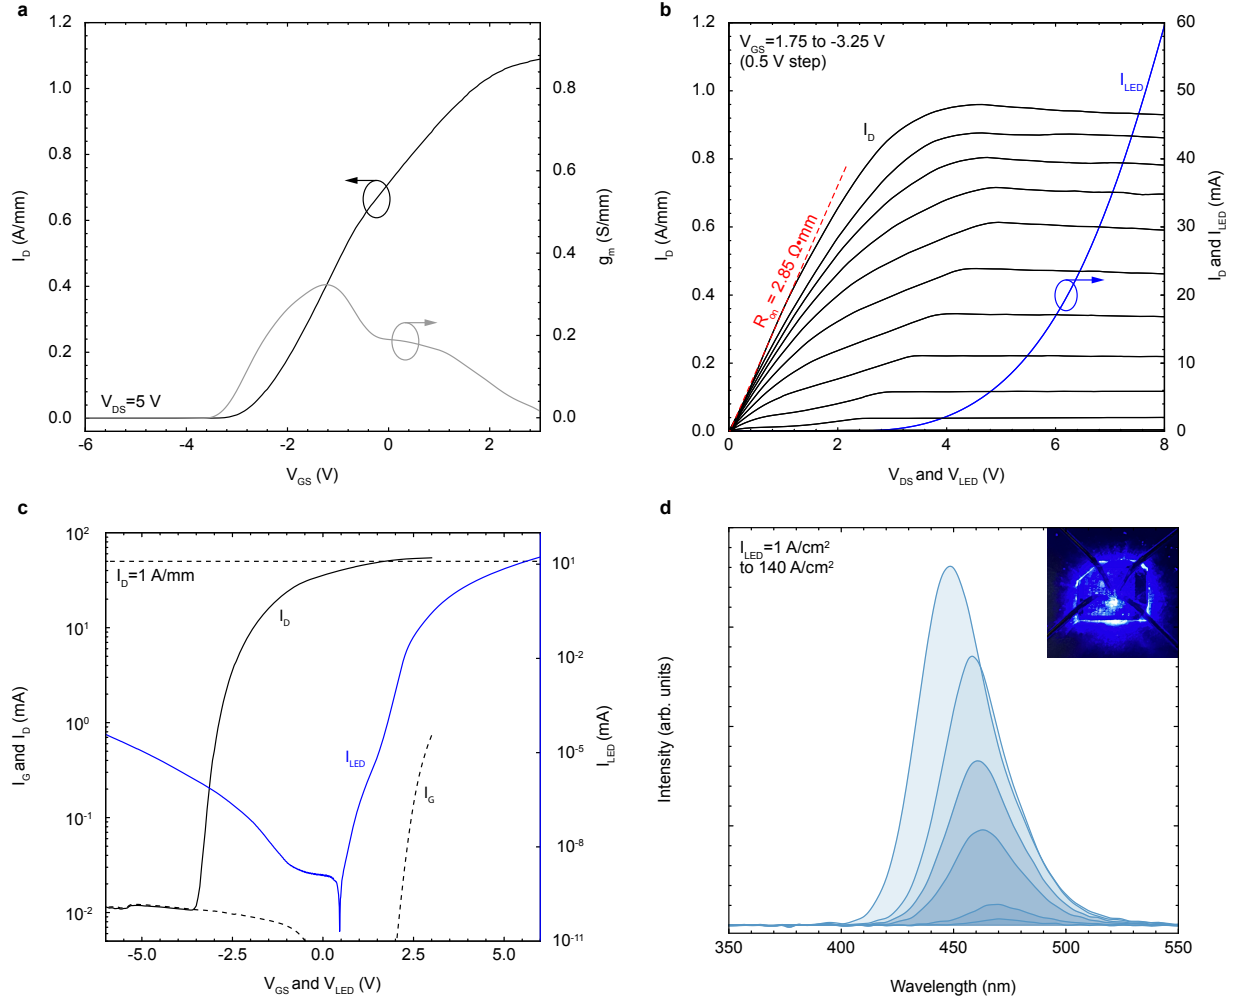 a
1.2
1.0
0.8
0.6
0.4
0.2
0.0
I_D (A/mm)
0.8
0.6
0.4
0.2
0.0
g_m (S/mm)
V_DS=5 V
-6
-4
-2
0
2
V_GS (V)
b
1.2
1.0
0.8
0.6
0.4
0.2
0.0
I_D (A/mm)
V_GS=1.75 to -3.25 V
(0.5 V step)
I_LED
I_D
R_on = 2.85 Ω•mm
60
50
40
30
20
10
0
I_D and I_LED (mA)
0
2
4
6
8
V_DS and V_LED (V)
c
10^2
10^1
10^0
10^-1
10^-2
I_G and I_D (mA)
I_D=1 A/mm
I_D
I_LED
I_G
10^1
10^-2
10^-5
10^-8
10^-11
I_LED (mA)
-5.0
-2.5
0.0
2.5
5.0
V_GS and V_LED (V)
d
I_LED=1 A/cm²
to 140 A/cm²
Intensity (arb. units)
350
400
450
500
550
Wavelength (nm)